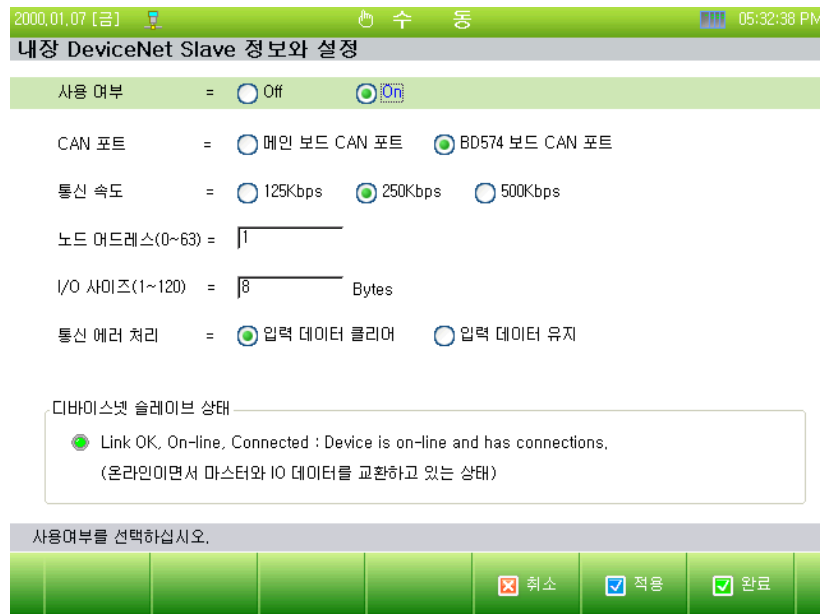 2000.01.07 [금] 수 동 05:32:38 PM
내장 DeviceNet Slave 정보와 설정
사용 여부 = Off On
CAN 포트 = 메인 보드 CAN 포트 BD574 보드 CAN 포트
통신 속도 = 125Kbps 250Kbps 500Kbps
노드 어드레스(0~63) = 1
I/O 사이즈(1~120) = 8 Bytes
통신 에러 처리 = 입력 데이터 클리어 입력 데이터 유지
디바이스넷 슬레이브 상태
Link OK, On-line, Connected : Device is on-line and has connections.
(온라인이면서 마스터와 IO 데이터를 교환하고 있는 상태)
사용여부를 선택하십시오.
취소 적용 완료